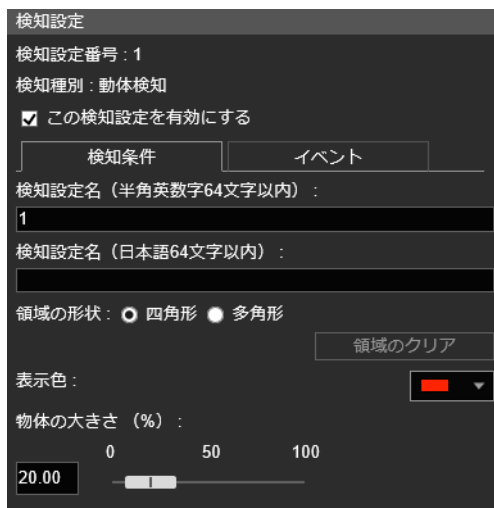 検知設定
検知設定番号 : 1
検知種別 : 動体検知
この検知設定を有効にする
検知条件 イベント
検知設定名（半角英数字64文字以内） :
1
検知設定名（日本語64文字以内） :
領域の形状 : 四角形 多角形
領域のクリア
表示色 :
物体の大きさ （%） :
0 50 100
20.00